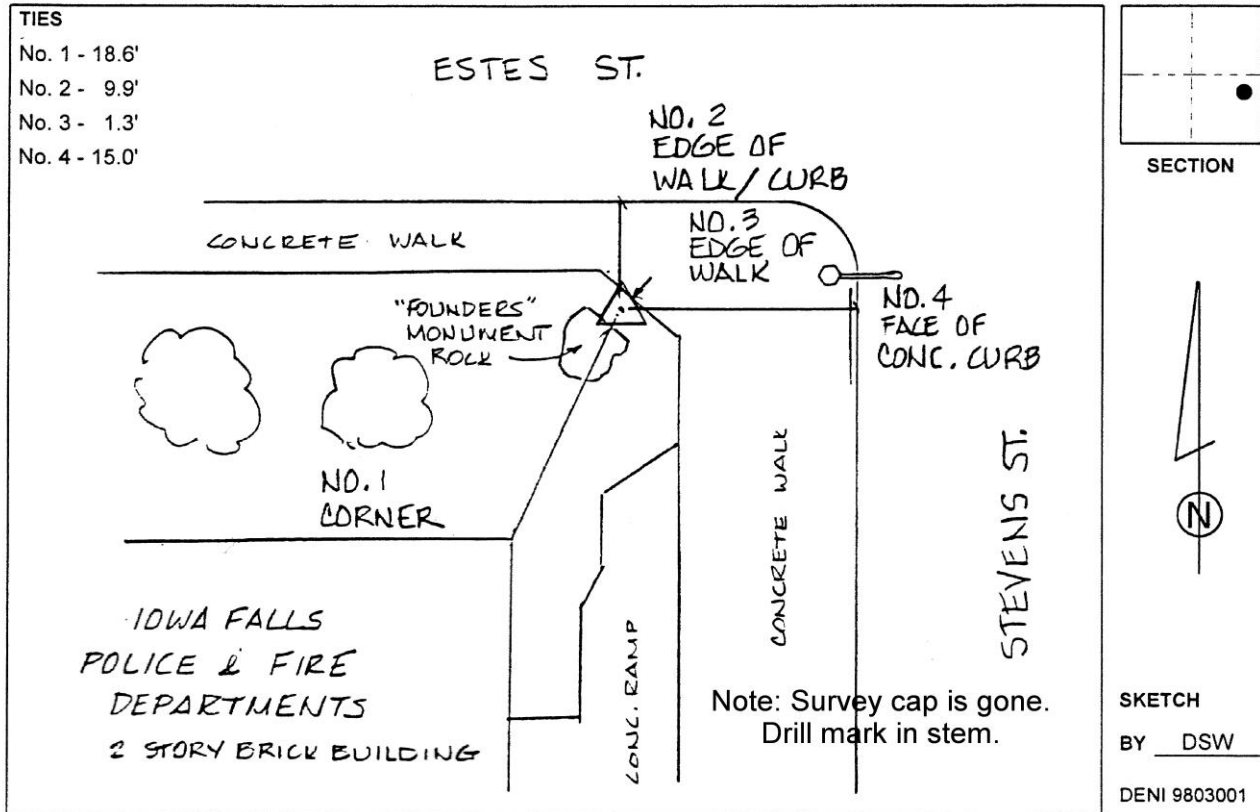 TIES
No. 1 - 18.6'
No. 2 - 9.9'
No. 3 - 1.3'
No. 4 - 15.0'
ESTES ST.
NO. 2
EDGE OF
WALK / CURB
SECTION
CONCRETE WALK
NO. 3
EDGE OF
WALK
"FOUNDERS"
MONUMENT
ROCK
NO. 4
FACE OF
CONC. CURB
NO. 1
CORNER
CONCRETE WALK
STEVENS ST.
N
IOWA FALLS
POLICE & FIRE
DEPARTMENTS
2 STORY BRICK BUILDING
CONC. RAMP
Note: Survey cap is gone.
Drill mark in stem.
SKETCH
BY DSW
DENI 9803001